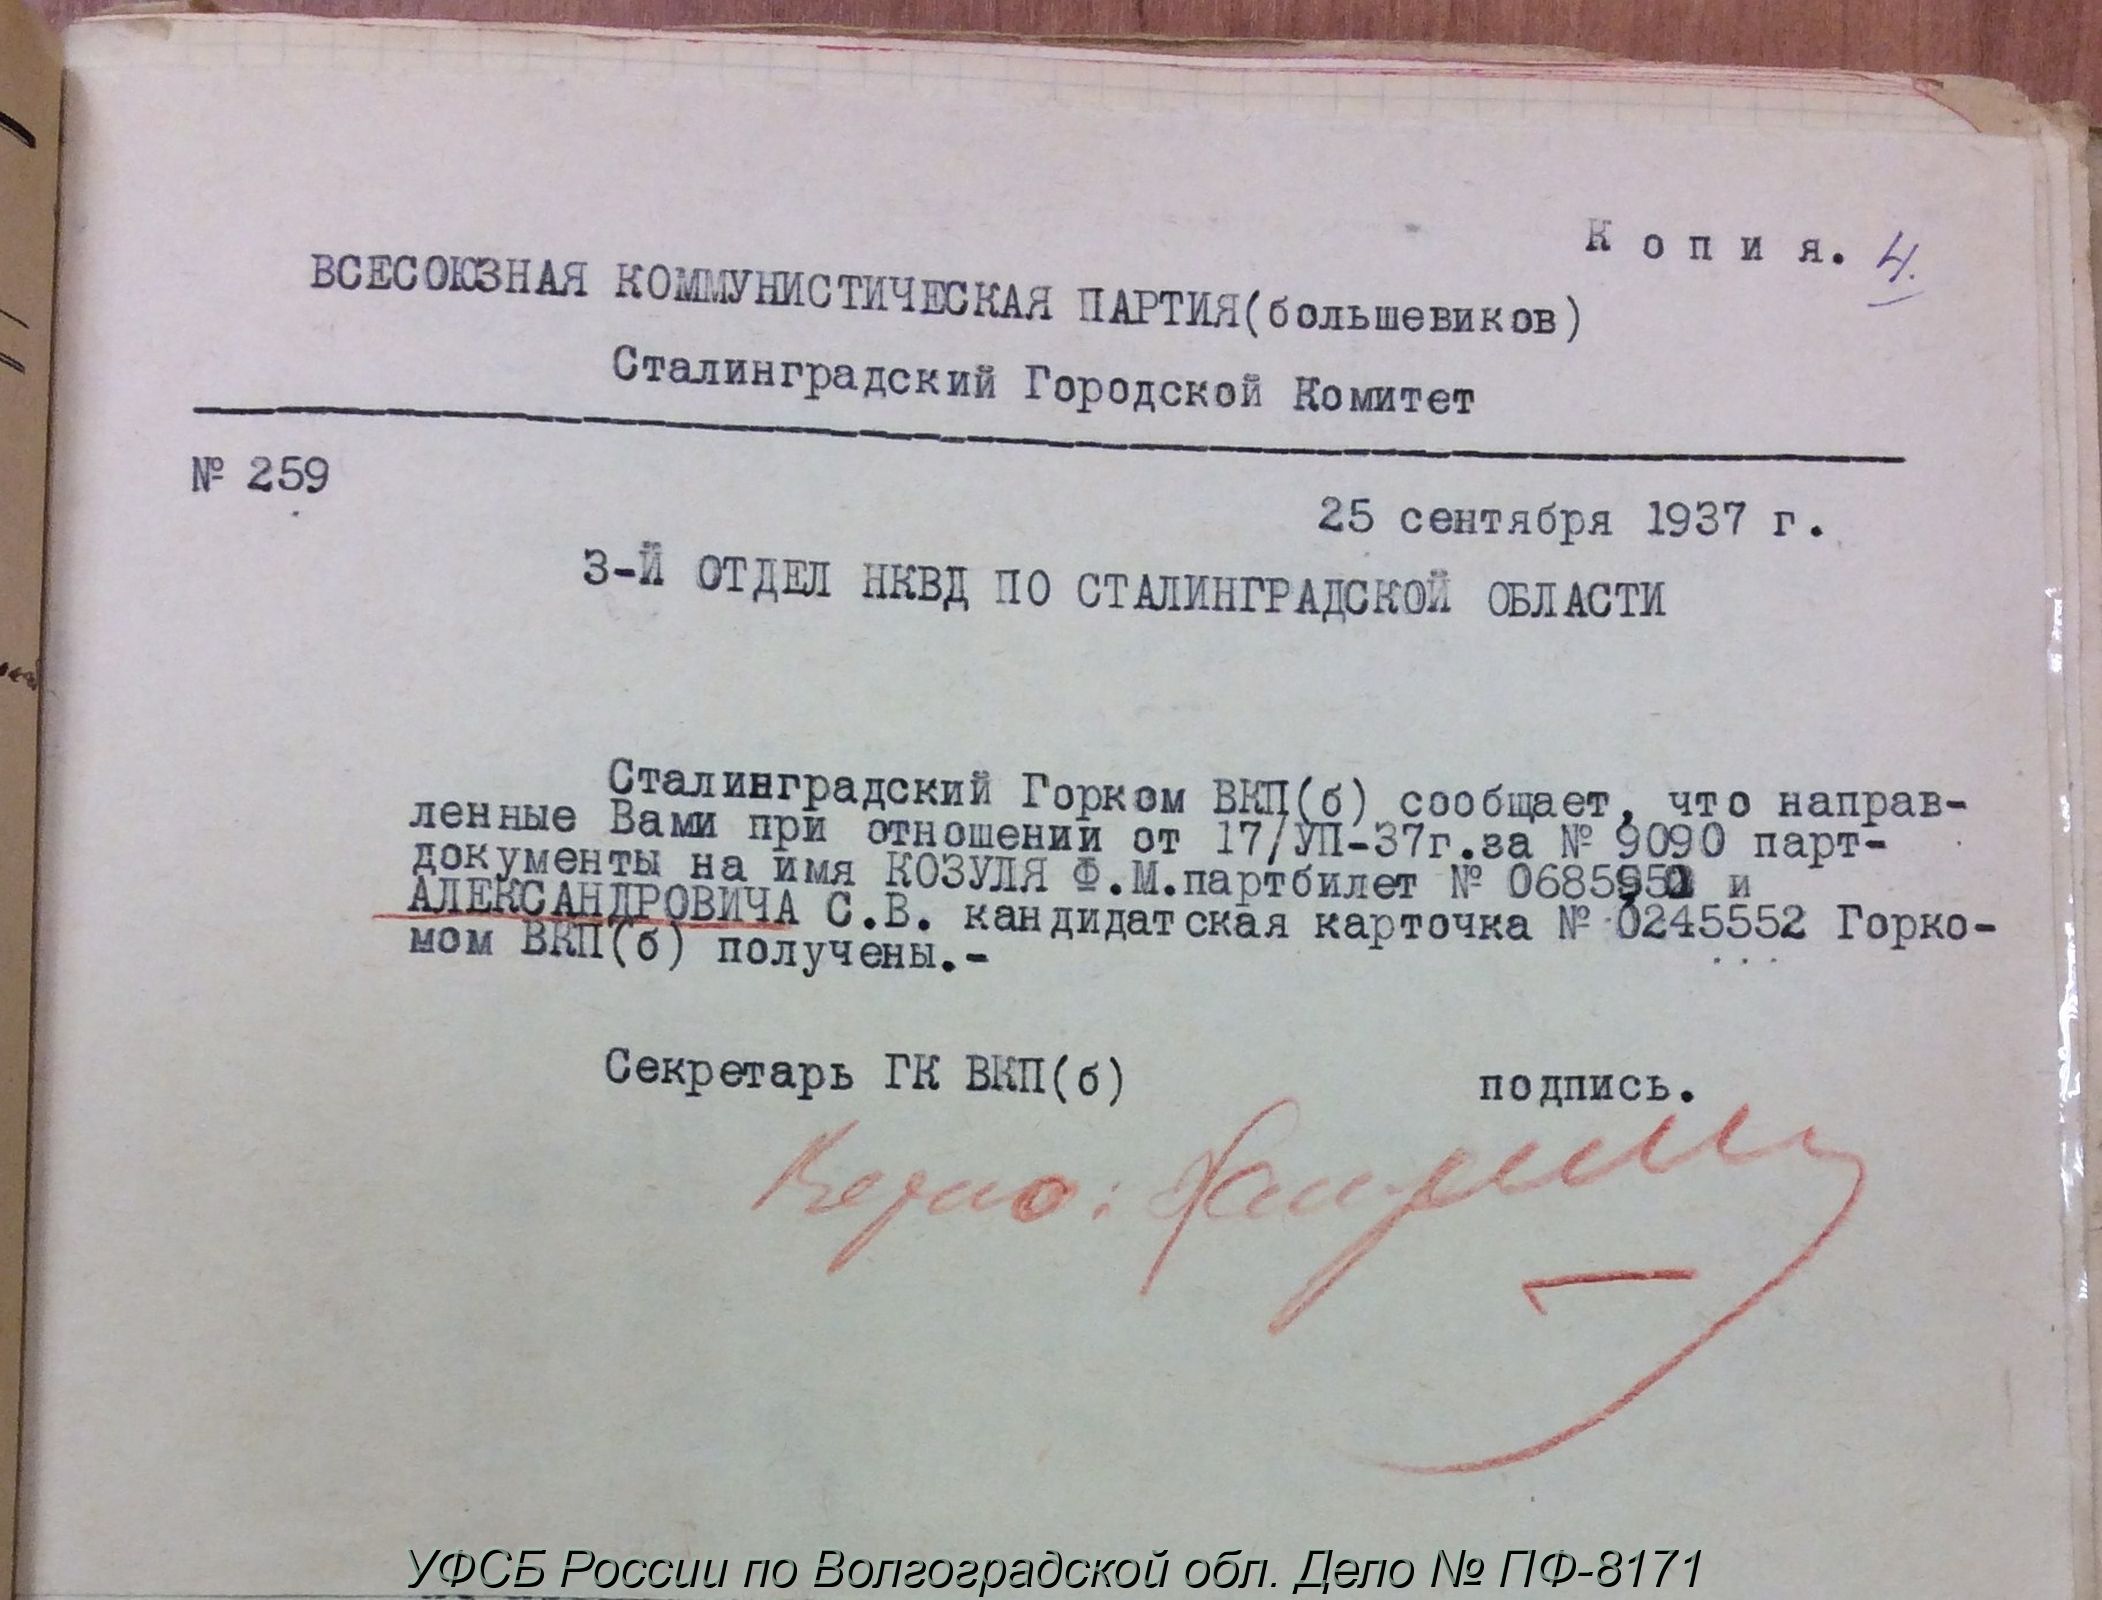 К о п и я. 4.
ВСЕСОЮЗНАЯ КОММУНИСТИЧЕСКАЯ ПАРТИЯ(большевиков)
Сталинградский Городской Комитет
№ 259
25 сентября 1937 г.
3-Й ОТДЕЛ НКВД ПО СТАЛИНГРАДСКОЙ ОБЛАСТИ
Сталинградский Горком ВКП(б) сообщает, что направ-
ленные Вами при отношении от 17/УП-37г.за № 9090 парт-
документы на имя КОЗУЛЯ Ф.М.партбилет № и
АЛЕКСАНДРОВИЧА С.В. кандидатская карточка № 0245552 Горко-
мом ВКП(б) получены.-
Секретарь ГК ВКП(б) подпись.
Верно:
УФСБ России по Волгоградской обл. Дело № ПФ-8171